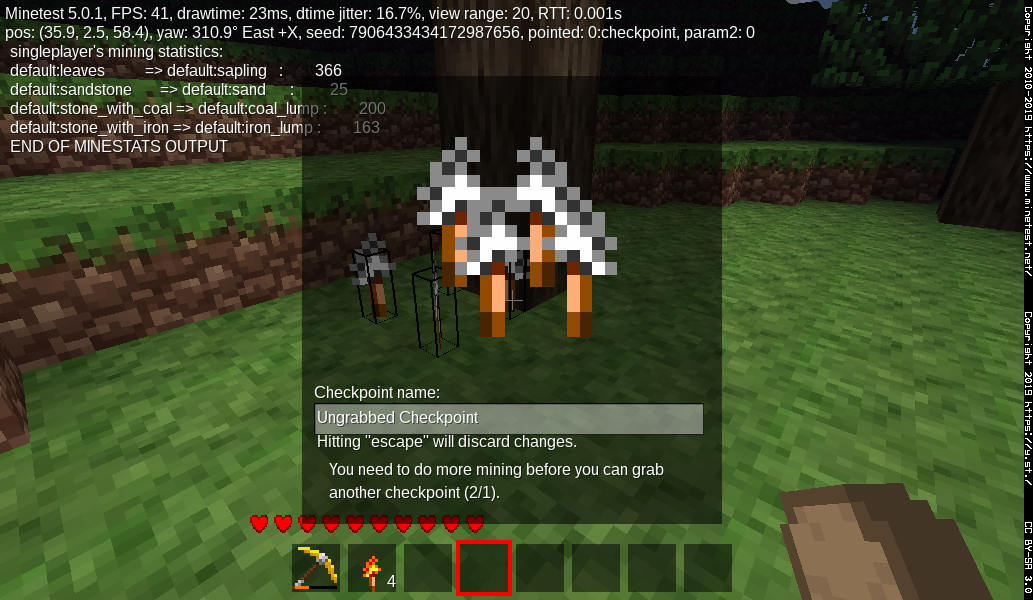 Minetest 5.0.1, FPS: 41, drawtime: 23ms, dtime jitter: 16.7%, view range: 20, RTT: 0.001s
pos: (35.9, 2.5, 58.4), yaw: 310.9° East +X, seed: 7906433434172987656, pointed: 0:checkpoint, param2: 0
singleplayer's mining statistics:
default:leaves => default:sapling : 366
default:sandstone => default:sand : 25
default:stone_with_coal => default:coal_lump : 200
default:stone_with_iron => default:iron_lump : 163
END OF MINESTATS OUTPUT
Checkpoint name:
Ungrabbed Checkpoint
Hitting "escape" will discard changes.
You need to do more mining before you can grab
another checkpoint (2/1).
4
Copyright 2010-2019 https://www.minetest.net/
Copyright 2019 https://y.st./
CC BY-SA 3.0